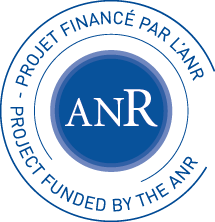 - PROJET FINANCÉ PAR L'ANR
ANR
- PROJECT FUNDED BY THE ANR